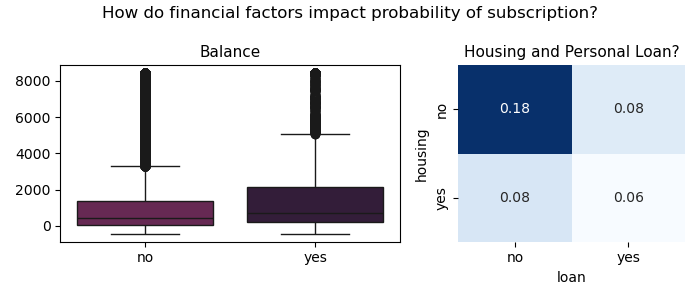 How do financial factors impact probability of subscription?
Balance
8000
6000
4000
2000
0
no
yes
Housing and Personal Loan?
housing
no
yes
0.18
0.08
0.08
0.06
no
yes
loan